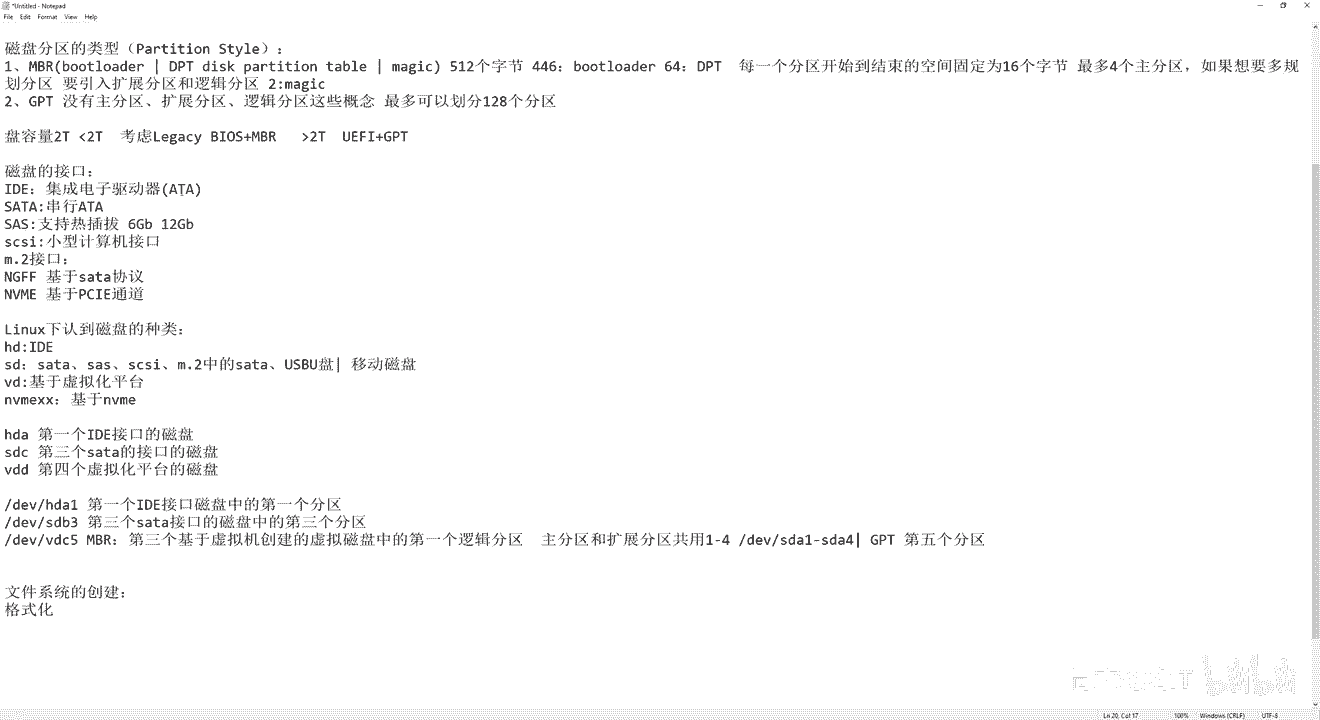 *Untitled - Notepad
File Edit Format View Help
磁盘分区的类型（Partition Style）：
1、MBR(bootloader | DPT disk partition table | magic) 512个字节 446：bootloader 64：DPT 每一个分区开始到结束的空间固定为16个字节 最多4个主分区，如果想要多规
划分区 要引入扩展分区和逻辑分区 2:magic
2、GPT 没有主分区、扩展分区、逻辑分区这些概念 最多可以划分128个分区
盘容量2T <2T 考虑Legacy BIOS+MBR >2T UEFI+GPT
磁盘的接口：
IDE：集成电子驱动器(ATA)
SATA:串行ATA
SAS:支持热插拔 6Gb 12Gb
scsi:小型计算机接口
m.2接口：
NGFF 基于sata协议
NVME 基于PCIE通道
Linux下认到磁盘的种类：
hd:IDE
sd：sata、sas、scsi、m.2中的sata、USBU盘| 移动磁盘
vd:基于虚拟化平台
nvmexx：基于nvme
hda 第一个IDE接口的磁盘
sdc 第三个sata的接口的磁盘
vdd 第四个虚拟化平台的磁盘
/dev/hda1 第一个IDE接口磁盘中的第一个分区
/dev/sdb3 第三个sata接口的磁盘中的第三个分区
/dev/vdc5 MBR：第三个基于虚拟机创建的虚拟磁盘中的第一个逻辑分区 主分区和扩展分区共用1-4 /dev/sda1-sda4| GPT 第五个分区
文件系统的创建：
格式化
Ln 20, Col 17 100% Windows (CRLF) UTF-8